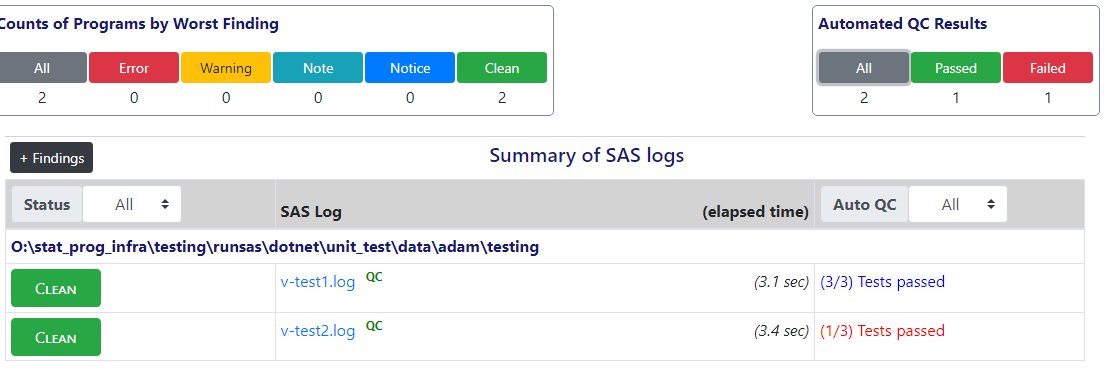 Counts of Programs by Worst Finding
All Error Warning Note Notice Clean
2 0 0 0 0 2
Automated QC Results
All Passed Failed
2 1 1
+ Findings
Summary of SAS logs
Status All SAS Log (elapsed time) Auto QC All
O:\stat_prog_infra\testing\runsas\dotnet\unit_test\data\adam\testing
CLEAN v-test1.log QC (3.1 sec) (3/3) Tests passed
CLEAN v-test2.log QC (3.4 sec) (1/3) Tests passed